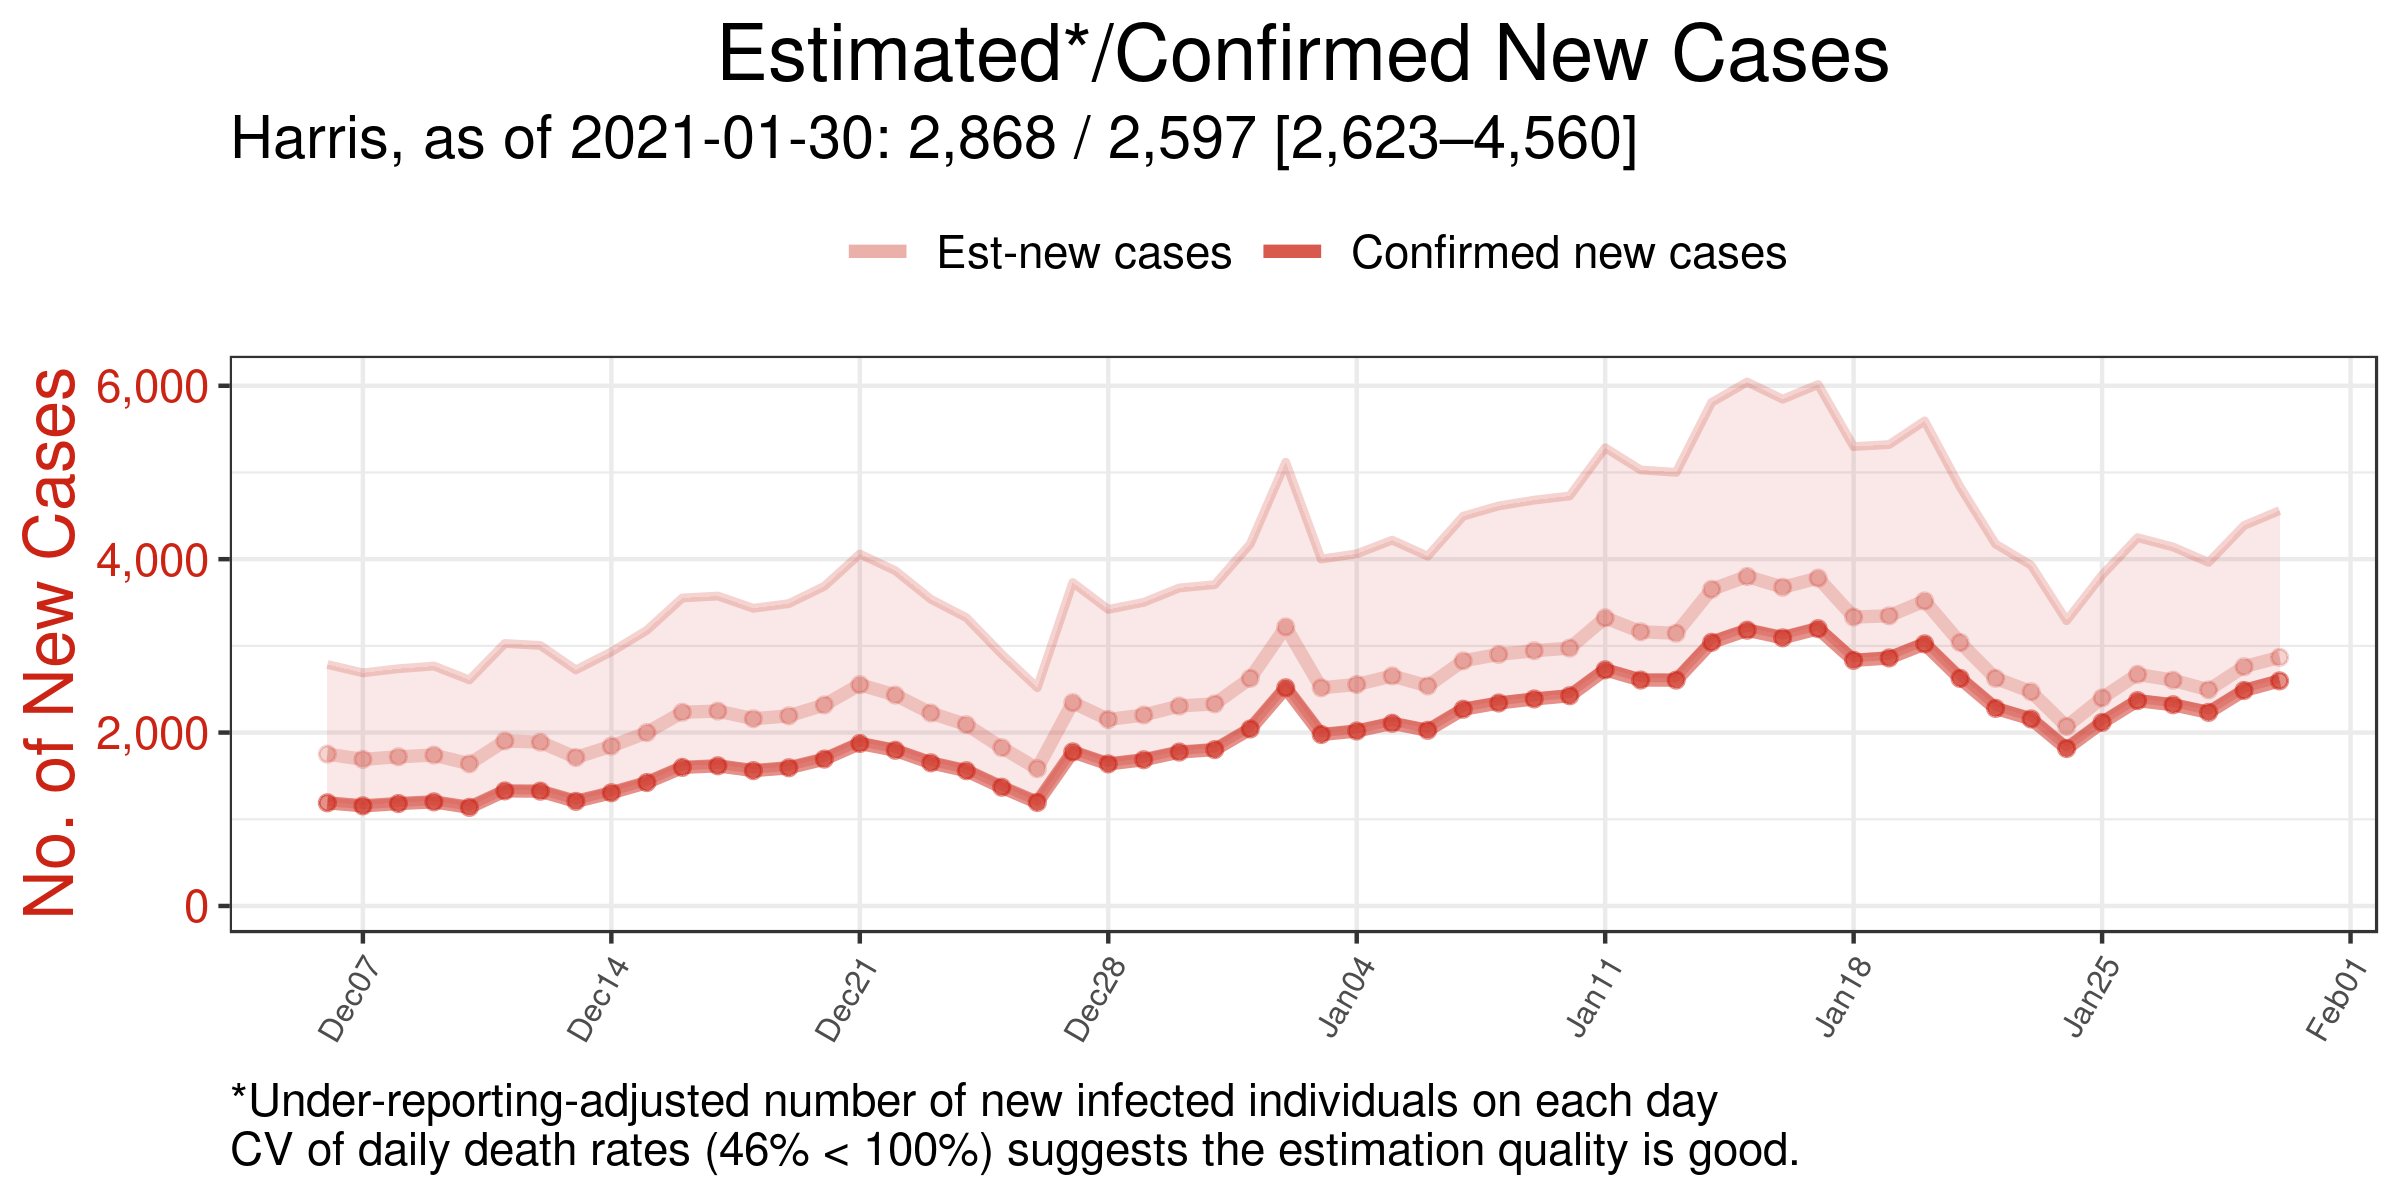 Estimated*/Confirmed New Cases
Harris, as of 2021-01-30: 2,868 / 2,597 [2,623–4,560]
Est-new cases Confirmed new cases
No. of New Cases
6,000
4,000
2,000
0
Dec07 Dec14 Dec21 Dec28 Jan04 Jan11 Jan18 Jan25 Feb01
*Under-reporting-adjusted number of new infected individuals on each day
CV of daily death rates (46% < 100%) suggests the estimation quality is good.